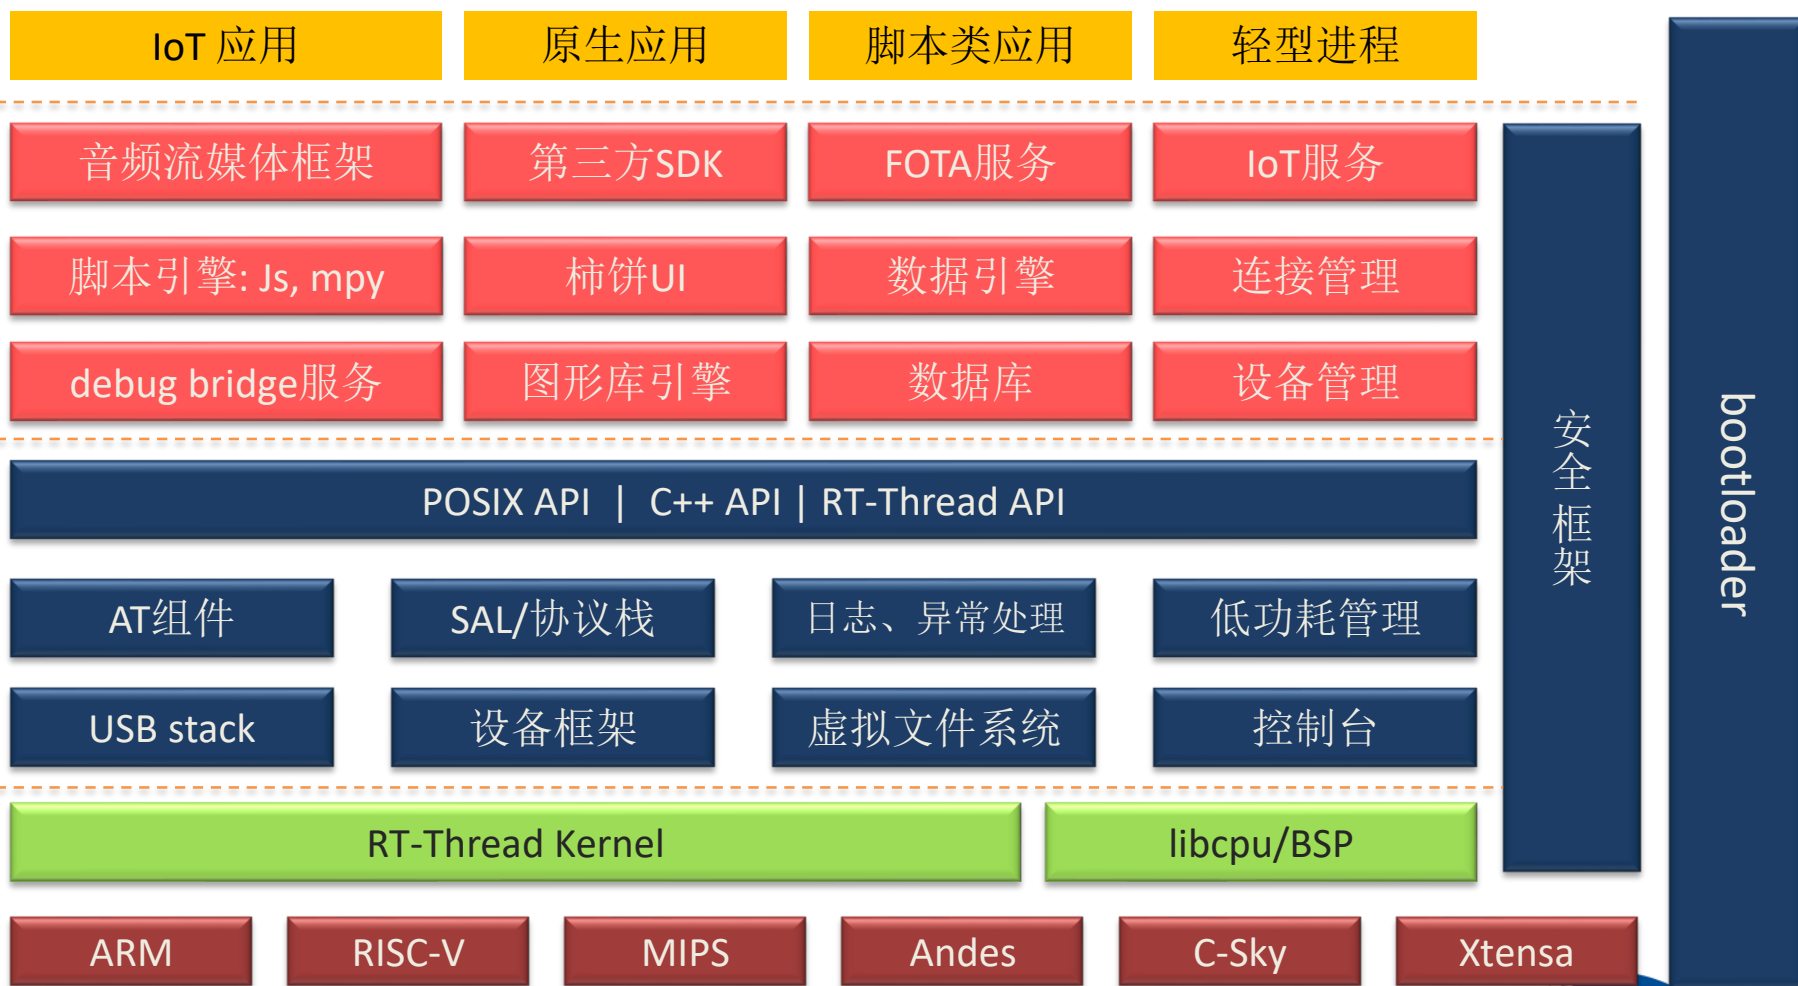 IoT 应用
原生应用
脚本类应用
轻型进程
音频流媒体框架
第三方SDK
FOTA服务
IoT服务
脚本引擎: Js, mpy
柿饼UI
数据引擎
连接管理
debug bridge服务
图形库引擎
数据库
设备管理
POSIX API | C++ API | RT-Thread API
AT组件
SAL/协议栈
日志、异常处理
低功耗管理
USB stack
设备框架
虚拟文件系统
控制台
RT-Thread Kernel
libcpu/BSP
ARM
RISC-V
MIPS
Andes
C-Sky
Xtensa
安全框架
bootloader